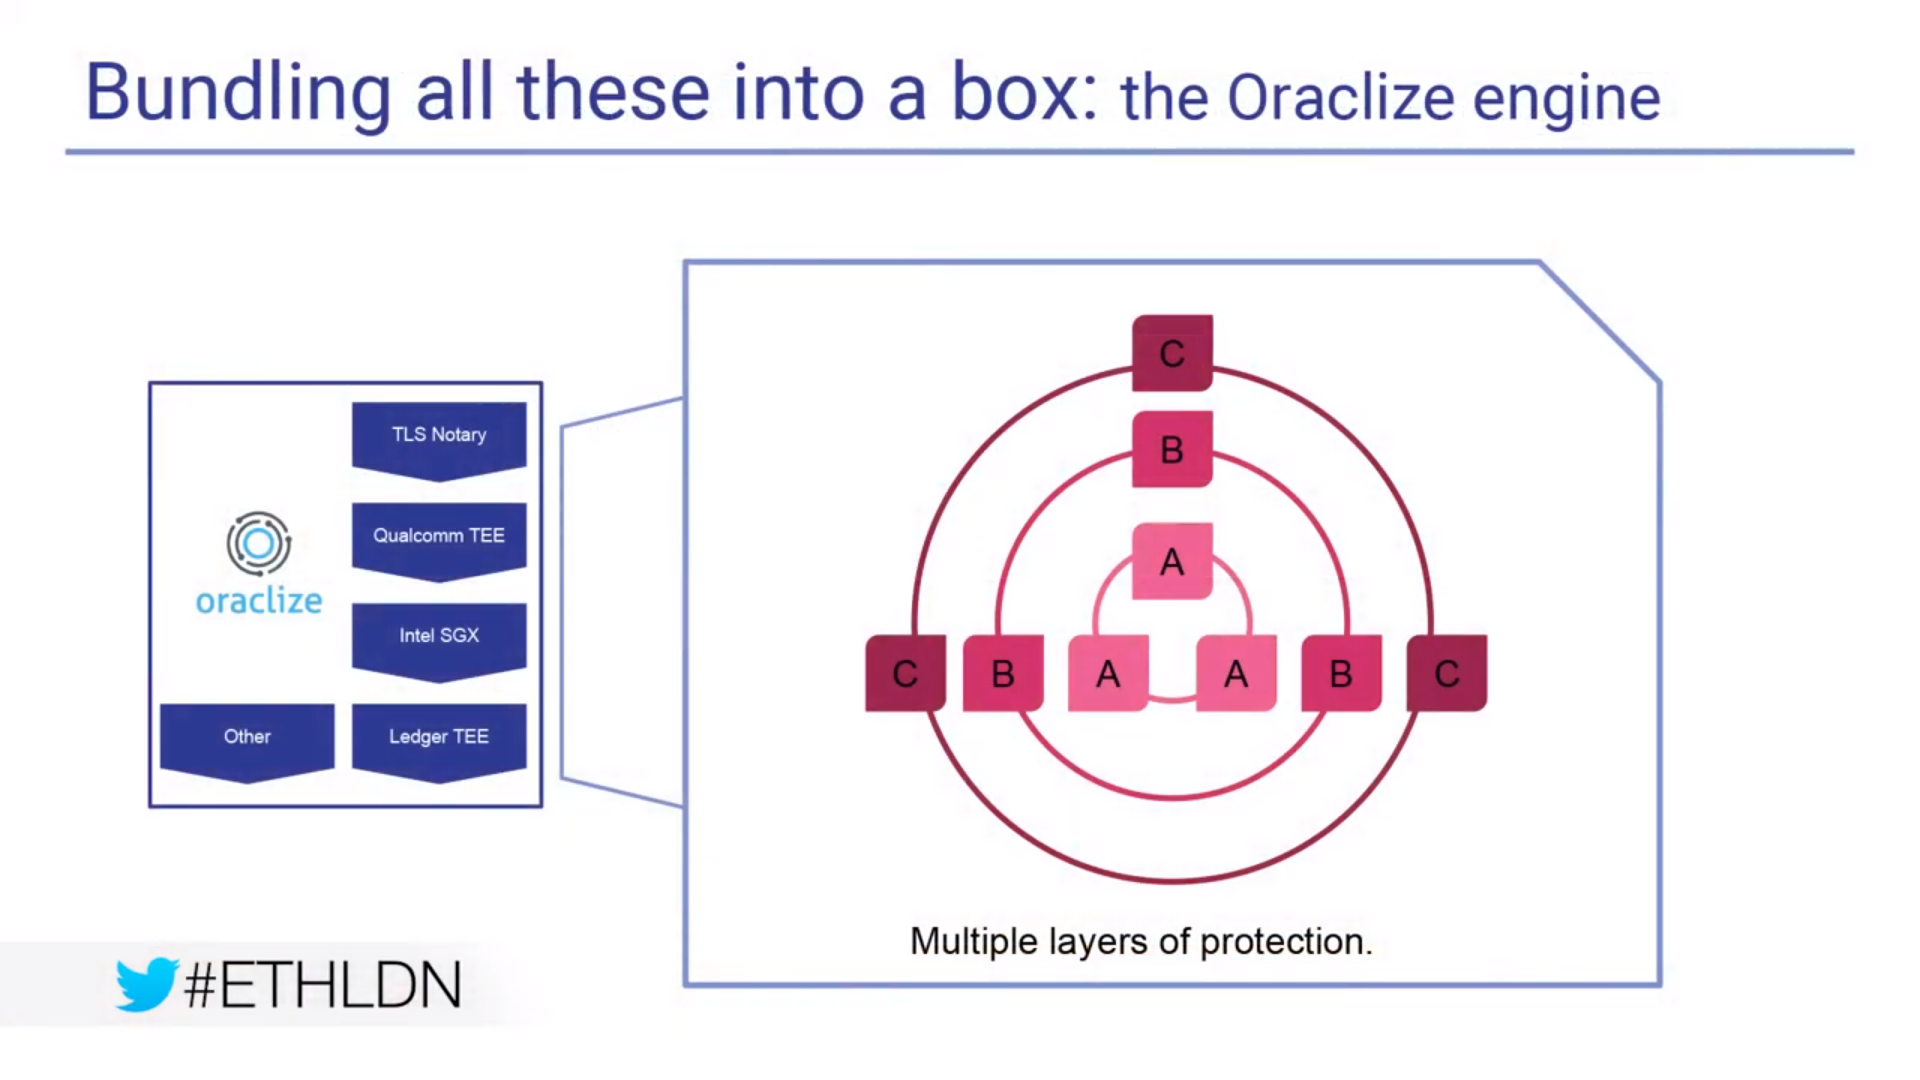 Bundling all these into a box: the Oraclize engine
TLS Notary
Qualcomm TEE
oraclize
Intel SGX
Other
Ledger TEE
C
B
A
C B A A B C
Multiple layers of protection.
#ETHLDN